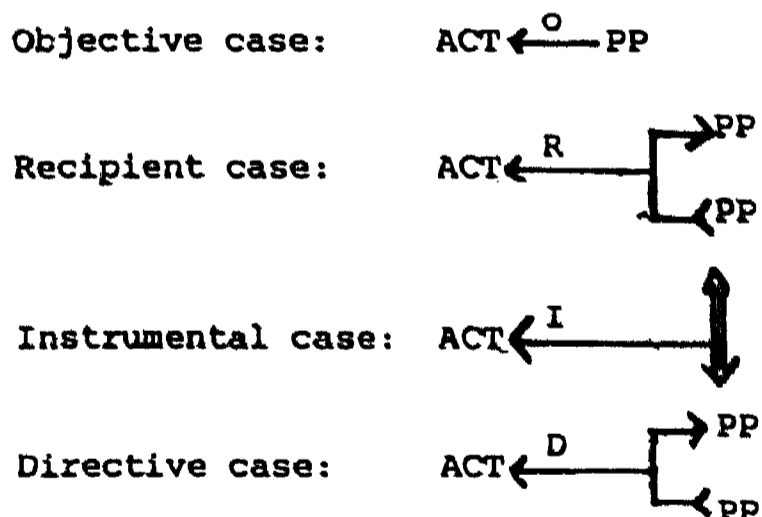 Objective case: ACT O PP
PP
Recipient case: ACT R
PP
Instrumental case: ACT I
PP
Directive case: ACT D
PP